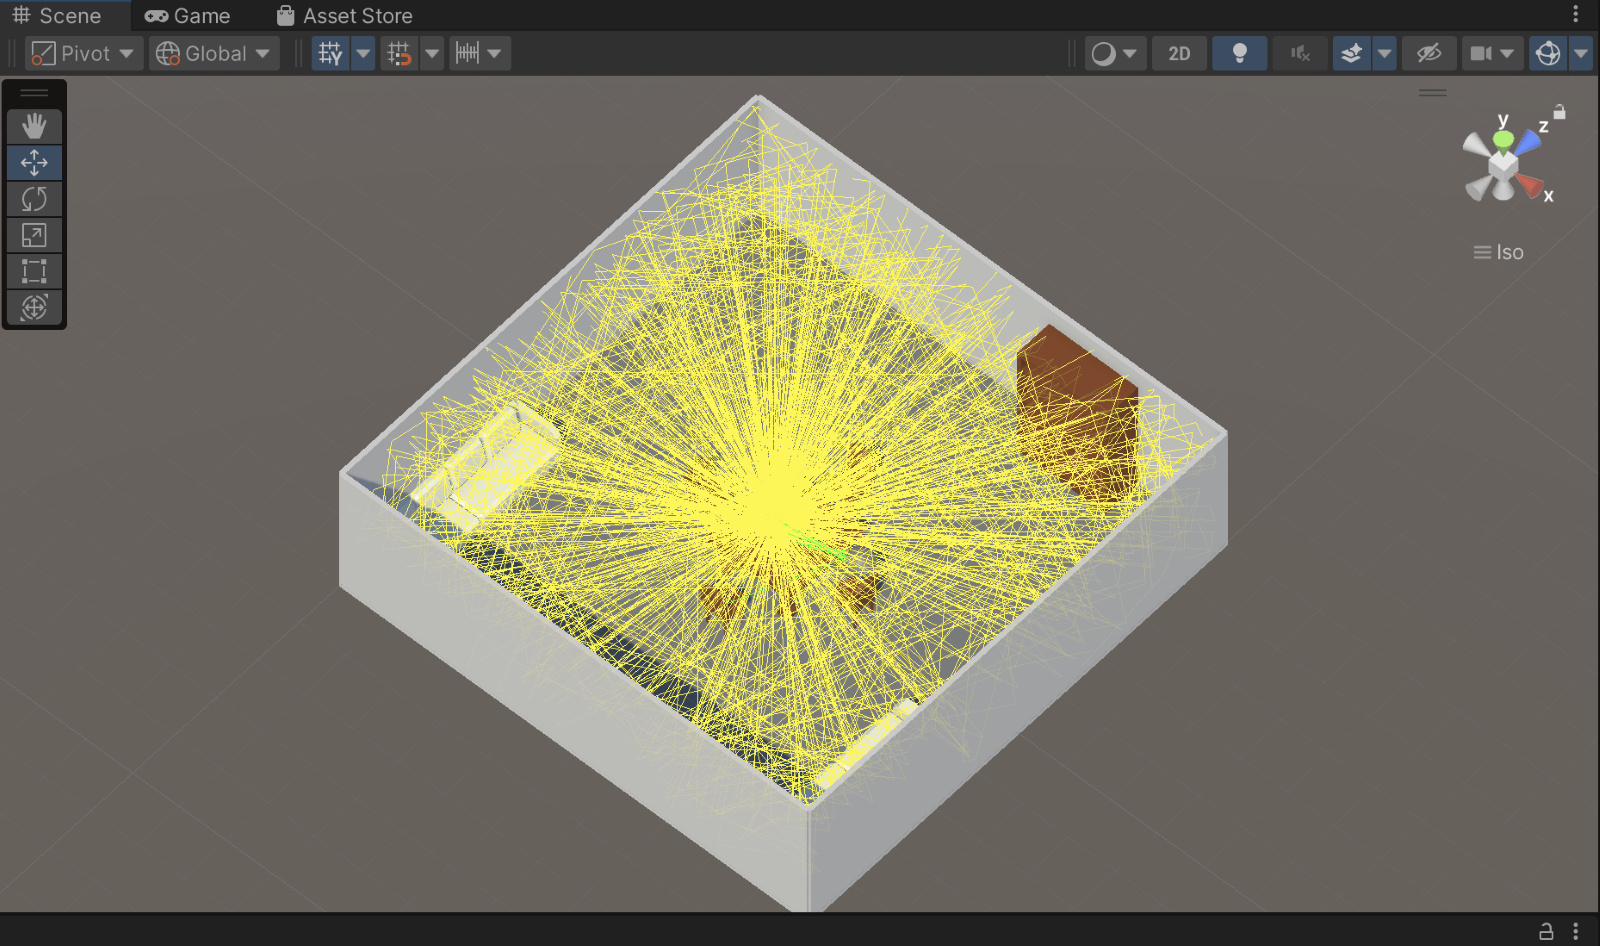 Scene Game Asset Store
Pivot Global 2D
y
z
x
Iso